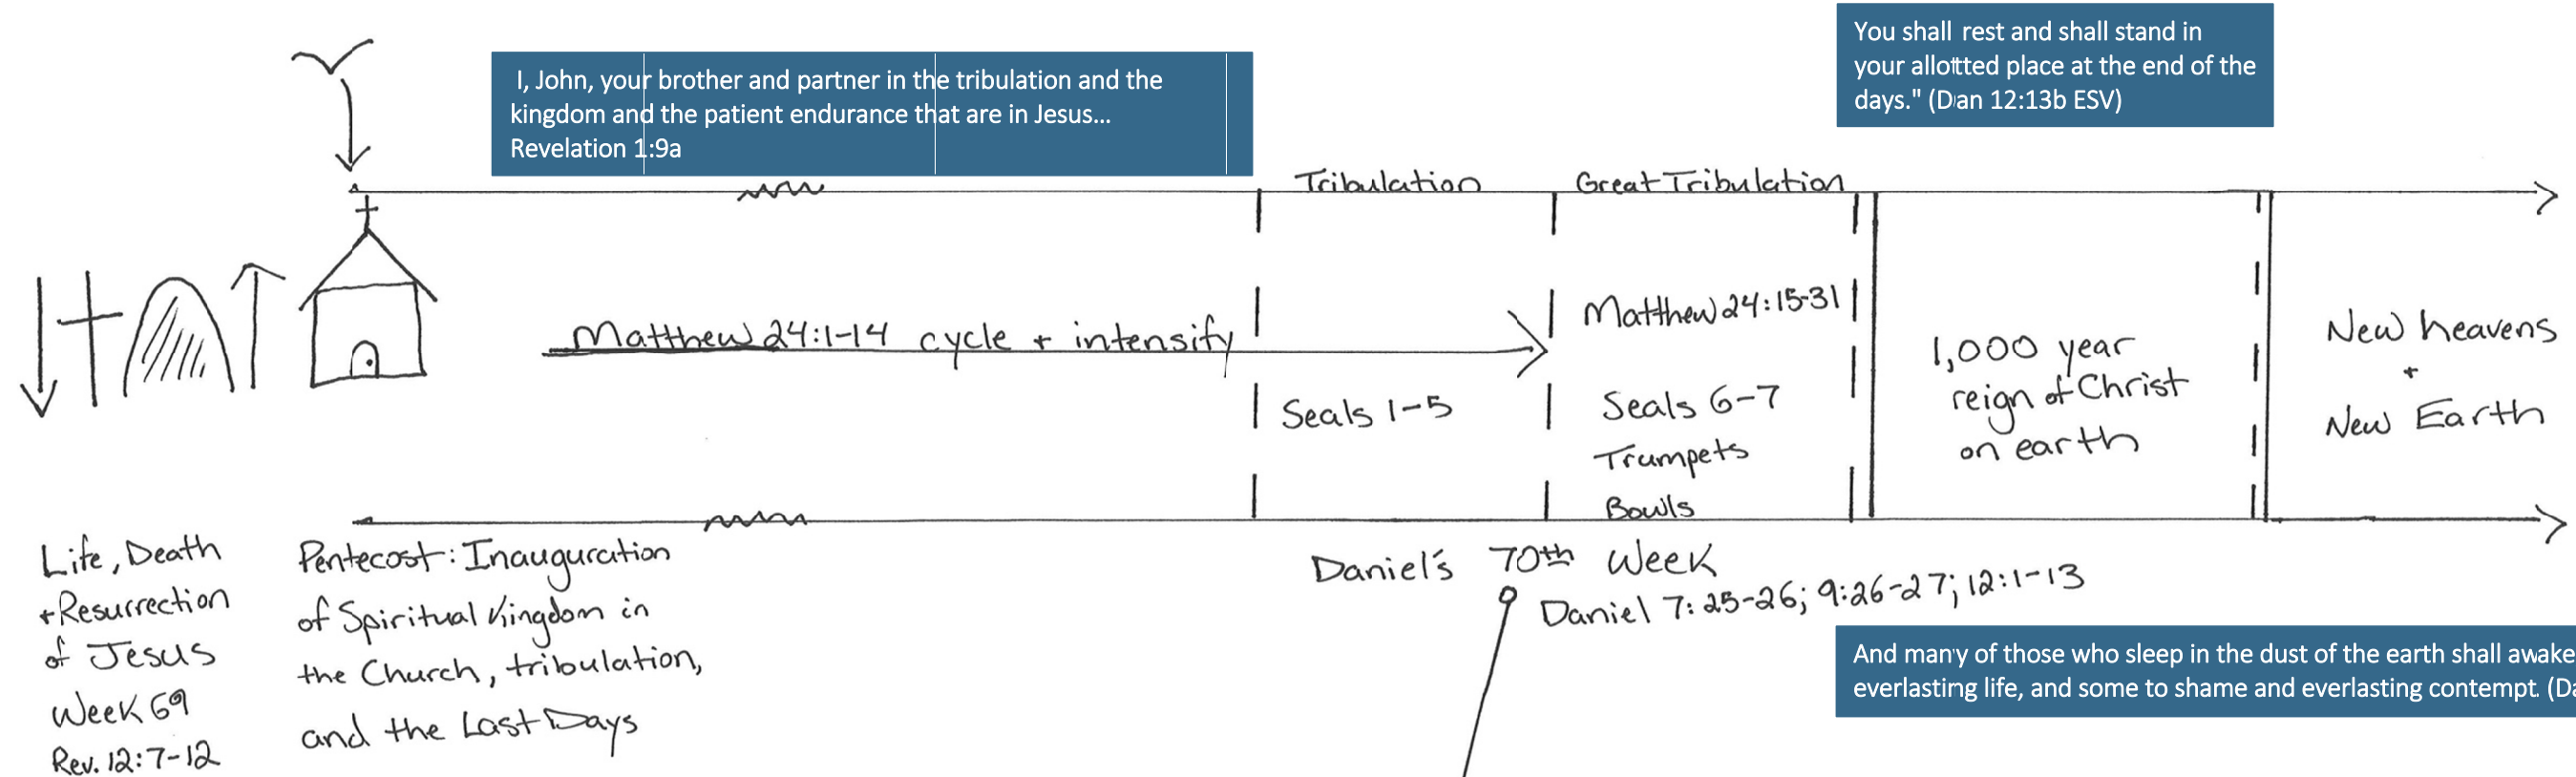 You shall rest and shall stand in
your allotted place at the end of the
days." (Dan 12:13b ESV)
I, John, your brother and partner in the tribulation and the
kingdom and the patient endurance that are in Jesus...
Revelation 1:9a
Tribulation
Great Tribulation
Matthew 24:1-14 cycle + intensify
Seals 1-5
Matthew 24:15-31
Seals 6-7
Trumpets
Bowls
1,000 year
reign of Christ
on earth
New heavens
+
New Earth
Life, Death
+Resurrection
of Jesus
Week 69
Rev. 12:7-12
Pentecost: Inauguration
of Spiritual Kingdom in
the Church, tribulation,
and the Last Days
Daniel's 70th Week
Daniel 7:25-26; 9:26-27; 12:1-13
And many of those who sleep in the dust of the earth shall awake
everlasting life, and some to shame and everlasting contempt. (Da